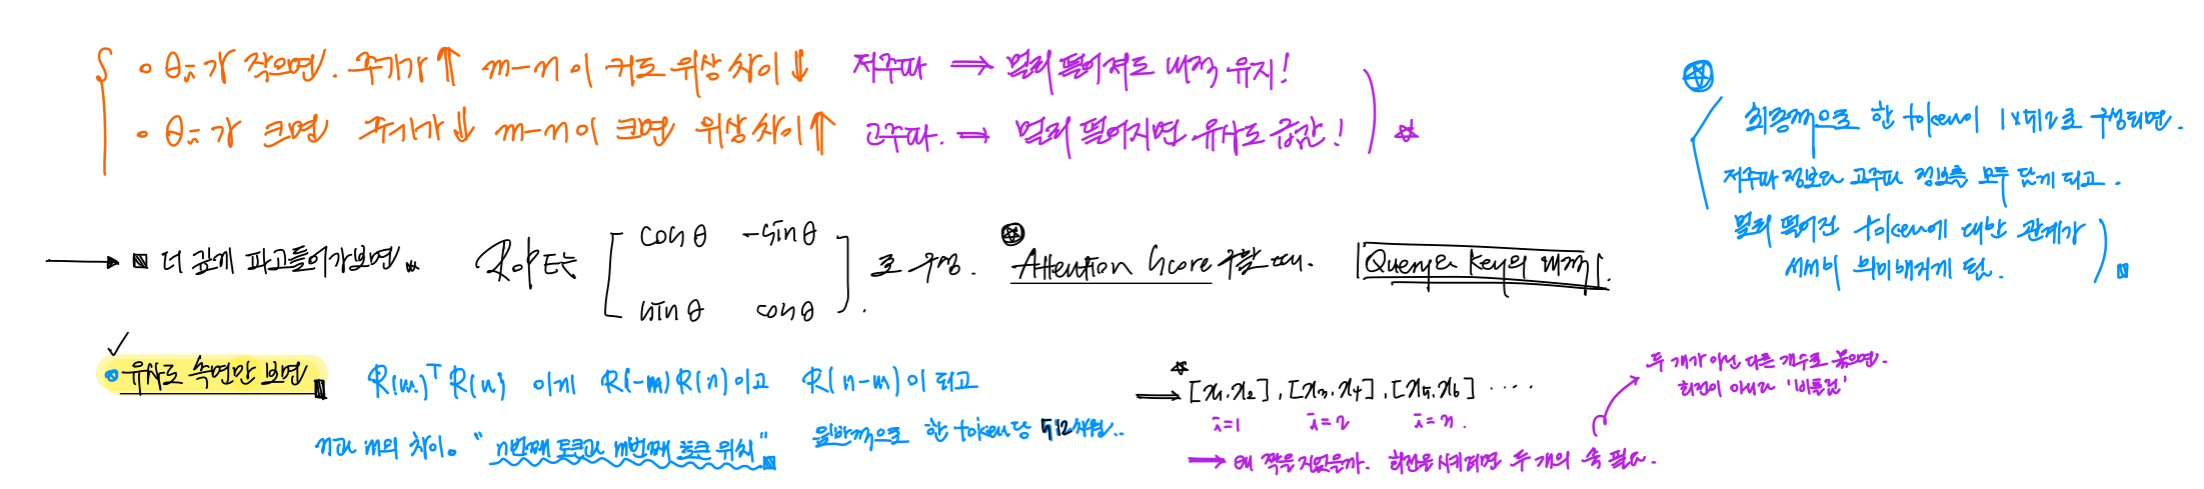 ○ θᵢ가 작으면. 주기가 ↑ m-n이 커도 위상 차이 ↓ 저주파 ⇒ 멀리 떨어져도 내적 유지!
○ θᵢ가 크면 주기가 ↓ m-n이 크면 위상 차이 ↑ 고주파. ⇒ 멀리 떨어지면 유사도 급감! ☆
최종적으로 한 token이 1x512로 구성되면.
저주파 정보와 고주파 정보를 모두 담게 되고.
멀리 떨어진 token에 대한 관계가
서서히 희미해지게 된다.
→ 더 깊게 파고들어가보면. RoPE는 [cosθ -sinθ
sinθ cosθ]. 로 구성. Attention Score 구할 때. Query와 Key의 내적.
✓
유사도 측면만 보면 R(m)ᵀR(n) 이게 R(-m)R(n)이고 R(n-m)이 되고
n과 m의 차이. "n번째 토큰과 m번째 토큰 위치" 일반적으로 한 token당 512차원..
☆ ⇒ [x₁.x₂], [x₃.x₄], [x₅.x₆] ....
i=1 i=2 i=n.
→ 왜 짝을 지었을까. 회전을 시키려면 두 개의 축 필요.
두 개가 아닌 다른 개수로 묶으면.
회전이 아니라 '비틀림'